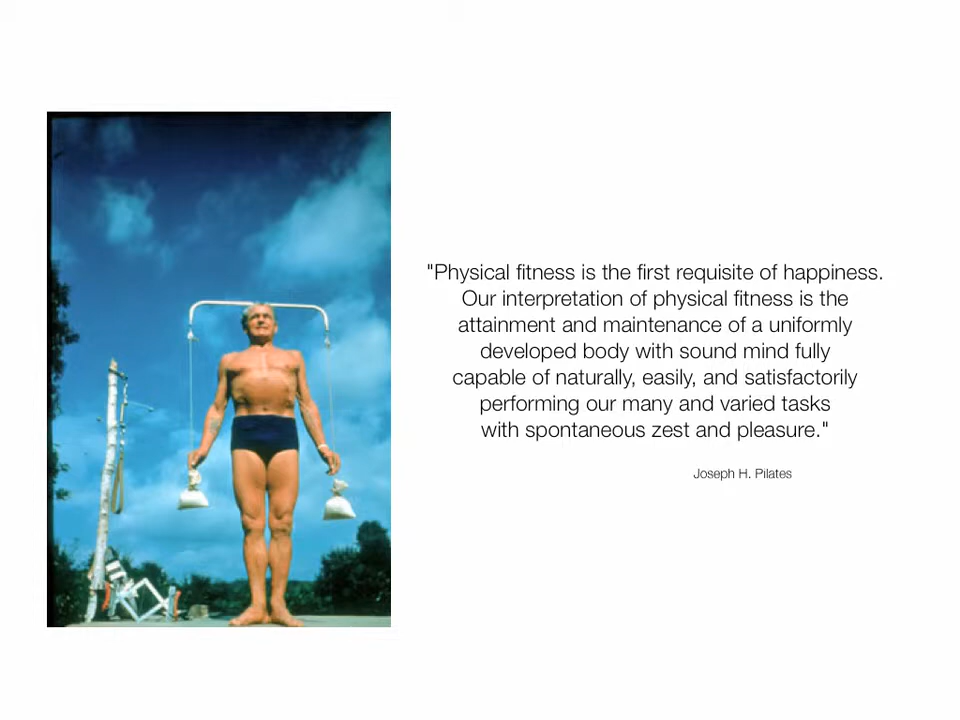 "Physical fitness is the first requisite of happiness.
Our interpretation of physical fitness is the
attainment and maintenance of a uniformly
developed body with sound mind fully
capable of naturally, easily, and satisfactorily
performing our many and varied tasks
with spontaneous zest and pleasure."
Joseph H. Pilates